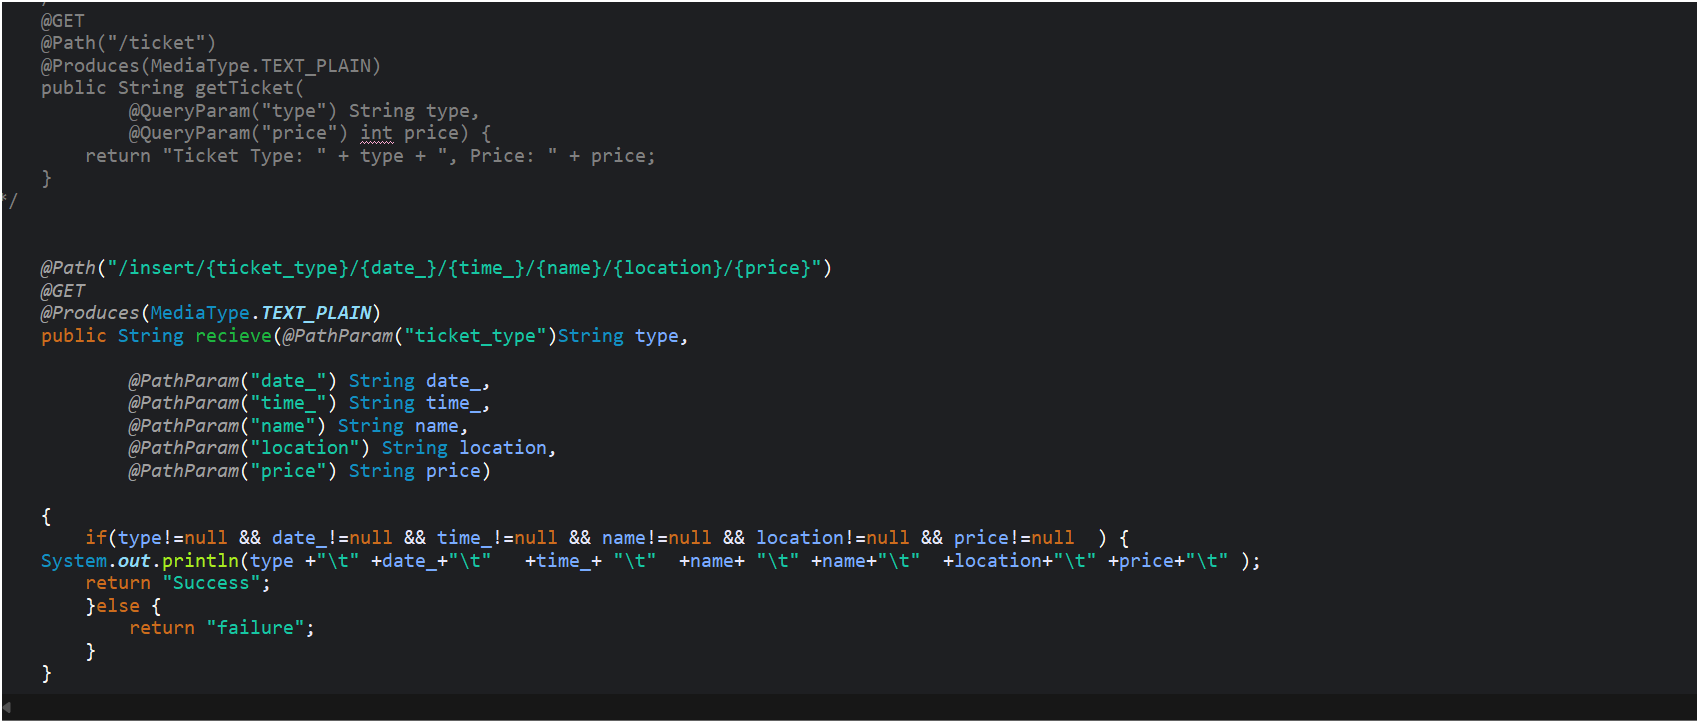 @GET
@Path("/ticket")
@Produces(MediaType.TEXT_PLAIN)
public String getTicket(
@QueryParam("type") String type,
@QueryParam("price") int price) {
return "Ticket Type: " + type + ", Price: " + price;
}
*/
@Path("/insert/{ticket_type}/{date_}/{time_}/{name}/{location}/{price}")
@GET
@Produces(MediaType.TEXT_PLAIN)
public String recieve(@PathParam("ticket_type")String type,
@PathParam("date_") String date_,
@PathParam("time_") String time_,
@PathParam("name") String name,
@PathParam("location") String location,
@PathParam("price") String price)
{
if(type!=null && date_!=null && time_!=null && name!=null && location!=null && price!=null  ) {
System.out.println(type +"\t" +date_+"\t"   +time_+ "\t"  +name+ "\t" +name+"\t"  +location+"\t" +price+"\t" );
return "Success";
}else {
return "failure";
}
}